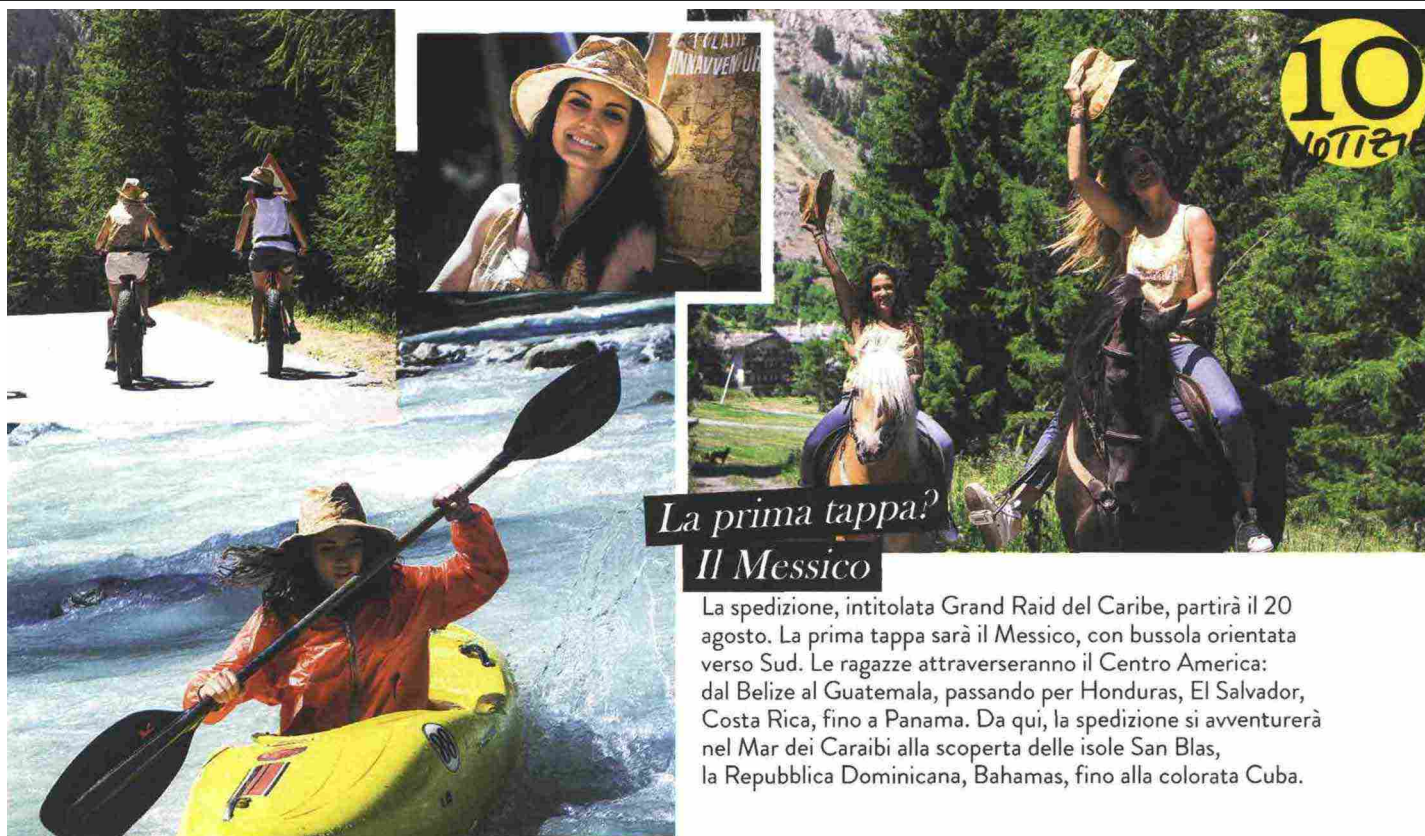 10
NOTIZIE
La prima tappa?
Il Messico
La spedizione, intitolata Grand Raid del Caribe, partirà il 20
agosto. La prima tappa sarà il Messico, con bussola orientata
verso Sud. Le ragazze attraverseranno il Centro America:
dal Belize al Guatemala, passando per Honduras, El Salvador,
Costa Rica, fino a Panama. Da qui, la spedizione si avventurerà
nel Mar dei Caraibi alla scoperta delle isole San Blas,
la Repubblica Dominicana, Bahamas, fino alla colorata Cuba.